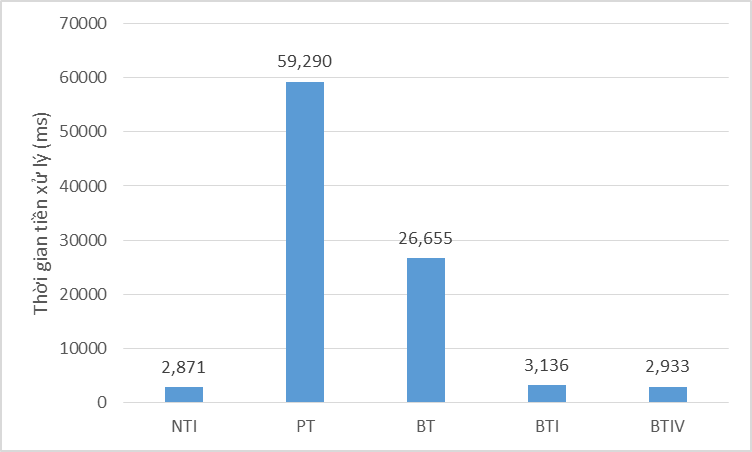 Thời gian tiền xử lý (ms)
70000
60000
50000
40000
30000
20000
10000
0
2,871
59,290
26,655
3,136
2,933
NTI
PT
BT
BTI
BTIV